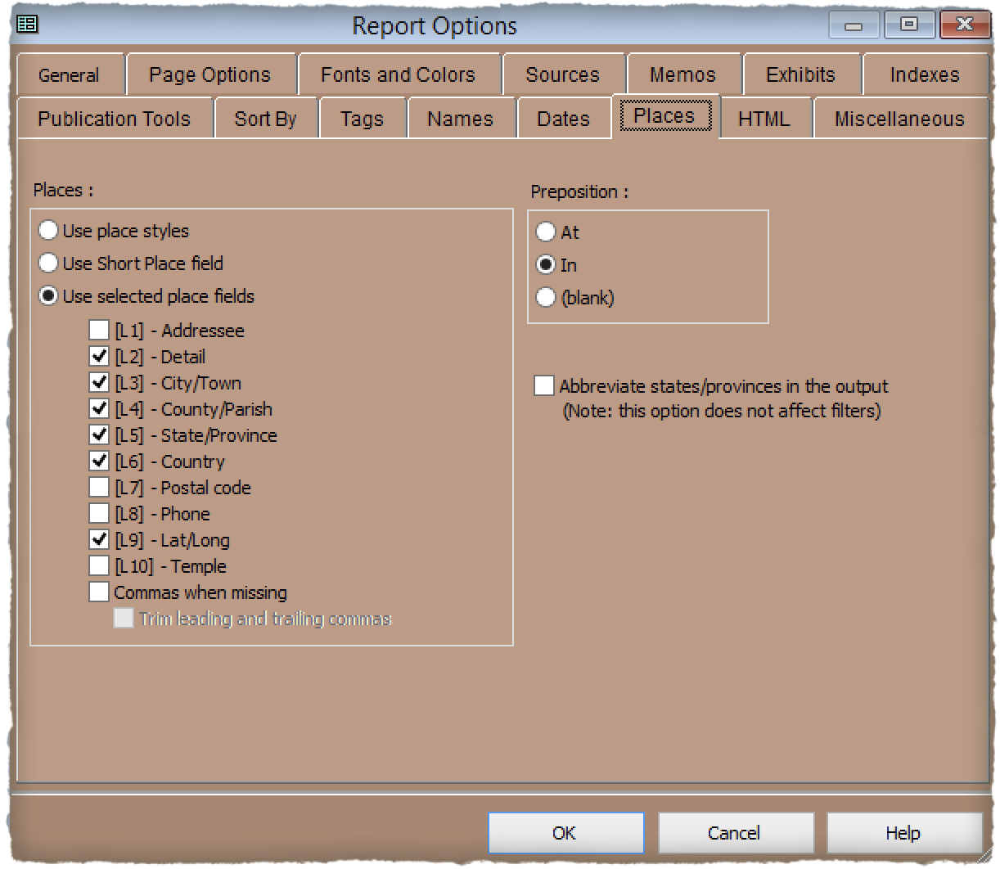 Report Options
General Page Options Fonts and Colors Sources Memos Exhibits Indexes
Publication Tools Sort By Tags Names Dates Places HTML Miscellaneous
Places :
Use place styles
Use Short Place field
Use selected place fields
[L1] - Addressee
[L2] - Detail
[L3] - City/Town
[L4] - County/Parish
[L5] - State/Province
[L6] - Country
[L7] - Postal code
[L8] - Phone
[L9] - Lat/Long
[L10] - Temple
Commas when missing
Trim leading and trailing commas
Preposition :
At
In
(blank)
Abbreviate states/provinces in the output
(Note: this option does not affect filters)
OK Cancel Help